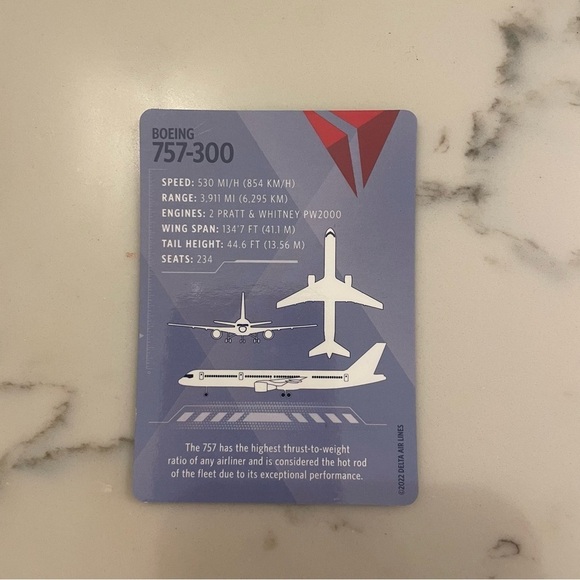 BOEING
757-300
SPEED: 530 MI/H (854 KM/H)
RANGE: 3,911 MI (6,295 KM)
ENGINES: 2 PRATT & WHITNEY PW2000
WING SPAN: 134'7 FT (41.1 M)
TAIL HEIGHT: 44.6 FT (13.56 M)
SEATS: 234
The 757 has the highest thrust-to-weight
ratio of any airliner and is considered the hot rod
of the fleet due to its exceptional performance.
©2022 DELTA AIR LINES